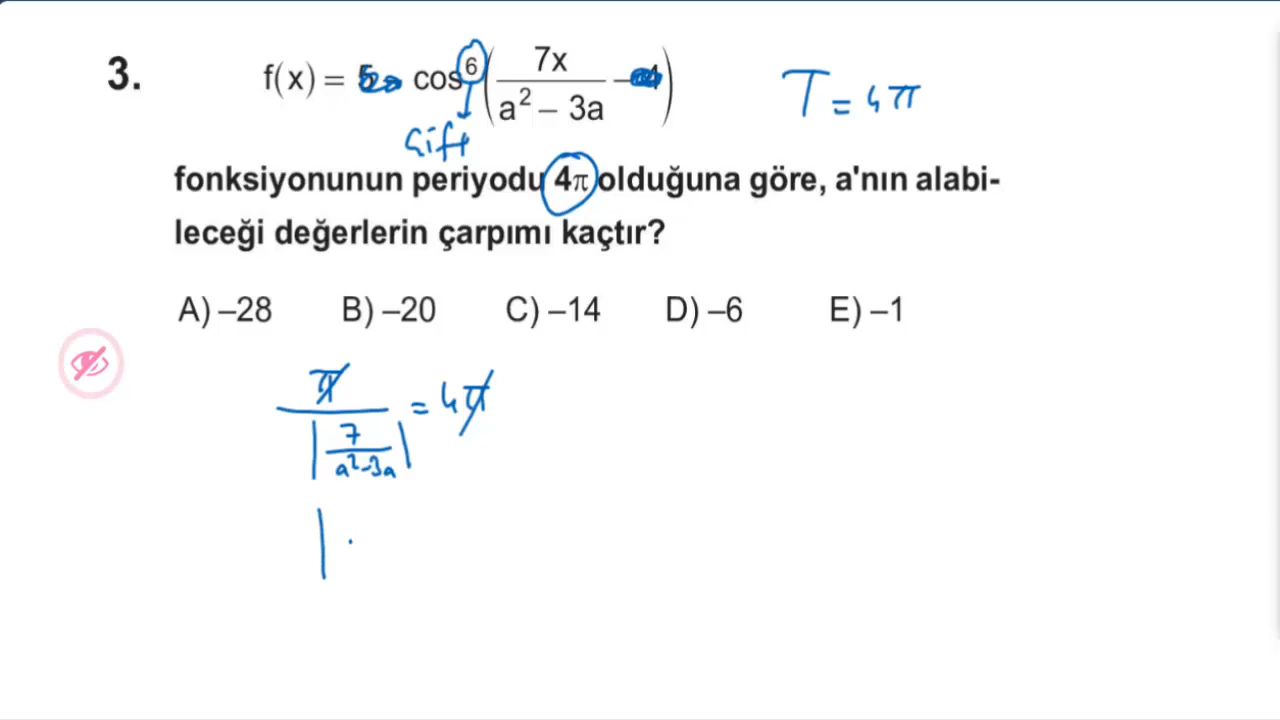 3. f(x) = 5 cos⁶(7x / a² – 3a – 4) T = 4π
Çift
fonksiyonunun periyodu 4π olduğuna göre, a'nın alabi-
leceği değerlerin çarpımı kaçtır?
A) –28 B) –20 C) –14 D) –6 E) –1
π / |7 / a²-3a| = 4π